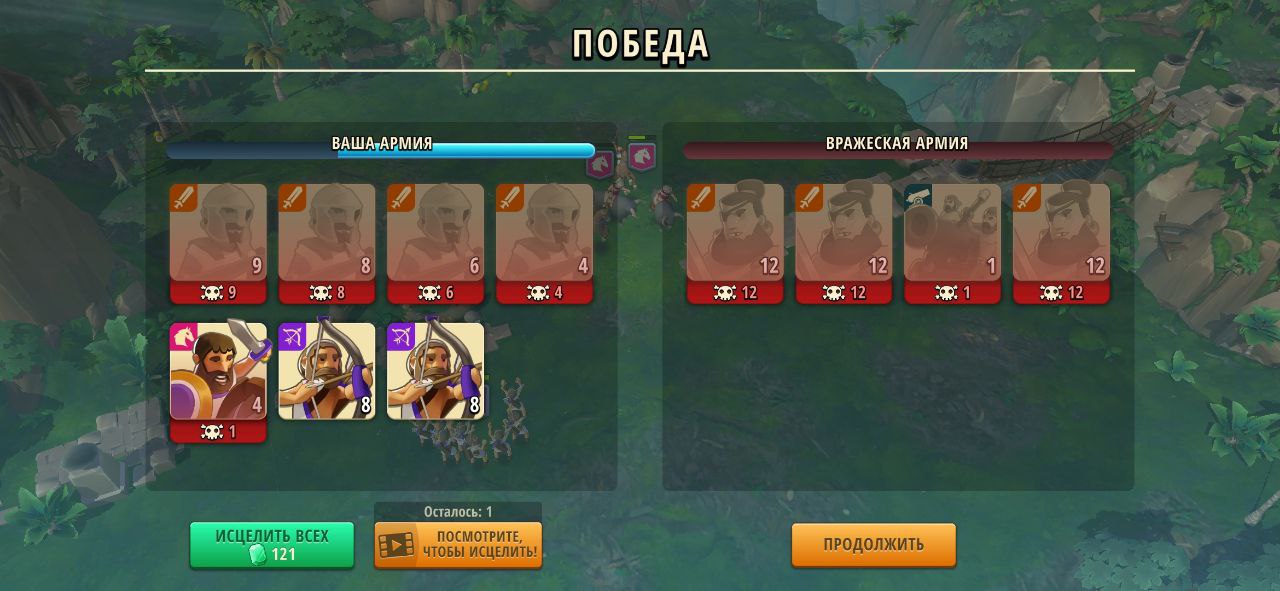 ПОБЕДА
ВАША АРМИЯ
ВРАЖЕСКАЯ АРМИЯ
9 8 6 4
12 12 1 12
9 8 6 4
12 12 1 12
4 8 8
1
Осталось: 1
ИСЦЕЛИТЬ ВСЕХ
121
ПОСМОТРИТЕ,
ЧТОБЫ ИСЦЕЛИТЬ!
ПРОДОЛЖИТЬ